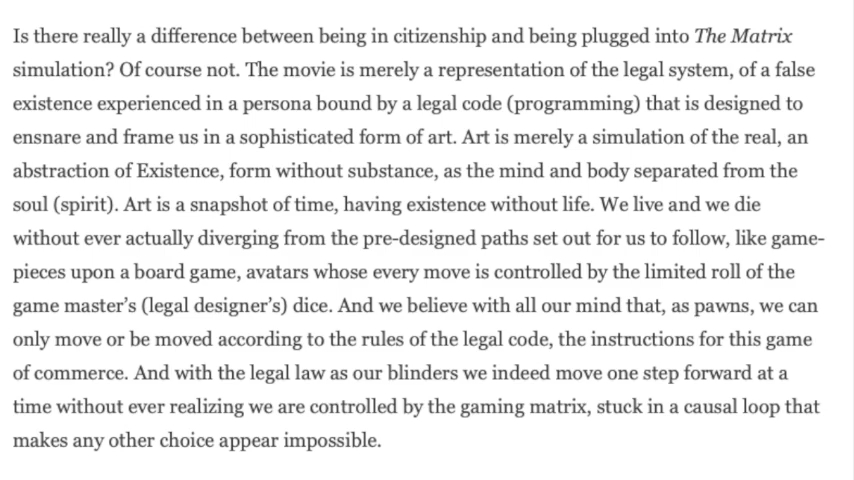 Is there really a difference between being in citizenship and being plugged into The Matrix
simulation? Of course not. The movie is merely a representation of the legal system, of a false
existence experienced in a persona bound by a legal code (programming) that is designed to
ensnare and frame us in a sophisticated form of art. Art is merely a simulation of the real, an
abstraction of Existence, form without substance, as the mind and body separated from the
soul (spirit). Art is a snapshot of time, having existence without life. We live and we die
without ever actually diverging from the pre-designed paths set out for us to follow, like game-
pieces upon a board game, avatars whose every move is controlled by the limited roll of the
game master's (legal designer's) dice. And we believe with all our mind that, as pawns, we can
only move or be moved according to the rules of the legal code, the instructions for this game
of commerce. And with the legal law as our blinders we indeed move one step forward at a
time without ever realizing we are controlled by the gaming matrix, stuck in a causal loop that
makes any other choice appear impossible.